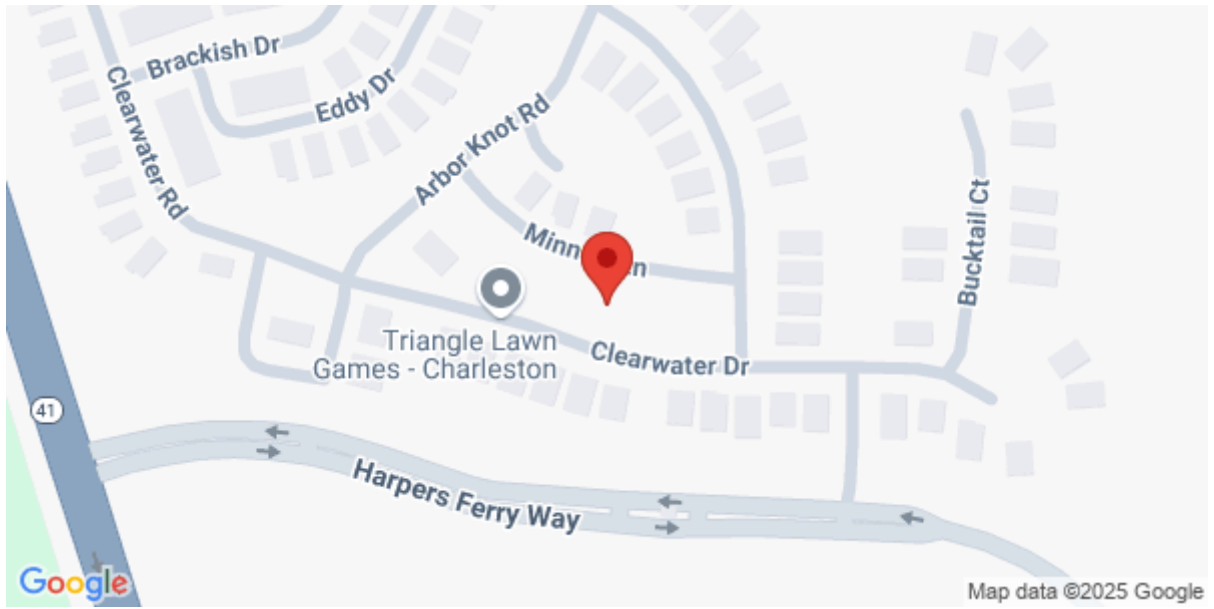 Brackish Dr
Clearwater Rd
Eddy Dr
Arbor Knot Rd
Bucktail Ct
Triangle Lawn
Games - Charleston
Clearwater Dr
41
Harpers Ferry Way
Google
Map data ©2025 Google